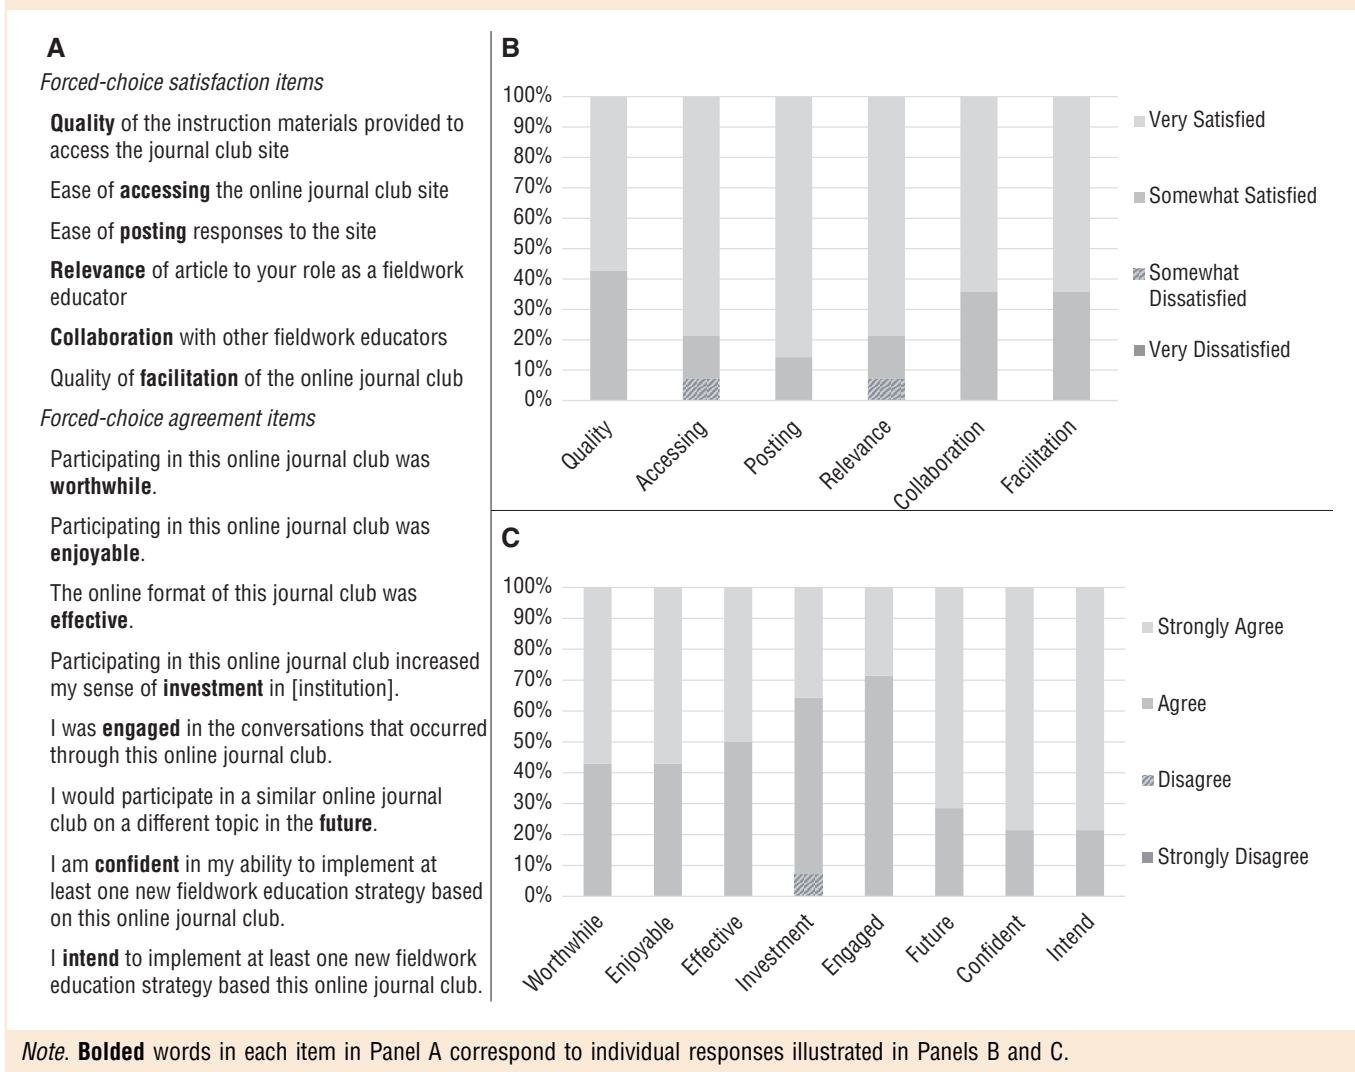 A
Forced-choice satisfaction items
Quality of the instruction materials provided to
access the journal club site
Ease of accessing the online journal club site
Ease of posting responses to the site
Relevance of article to your role as a fieldwork
educator
Collaboration with other fieldwork educators
Quality of facilitation of the online journal club
Forced-choice agreement items
Participating in this online journal club was
worthwhile.
Participating in this online journal club was
enjoyable.
The online format of this journal club was
effective.
Participating in this online journal club increased
my sense of investment in [institution].
I was engaged in the conversations that occurred
through this online journal club.
I would participate in a similar online journal
club on a different topic in the future.
I am confident in my ability to implement at
least one new fieldwork education strategy based
on this online journal club.
I intend to implement at least one new fieldwork
education strategy based this online journal club.
B
100%
90%
80%
70%
60%
50%
40%
30%
20%
10%
0%
Quality
Accessing
Posting
Relevance
Collaboration
Facilitation
Very Satisfied
Somewhat Satisfied
Somewhat
Dissatisfied
Very Dissatisfied
C
100%
90%
80%
70%
60%
50%
40%
30%
20%
10%
0%
Worthwhile
Enjoyable
Effective
Investment
Engaged
Future
Confident
Intend
Strongly Agree
Agree
Disagree
Strongly Disagree
Note. Bolded words in each item in Panel A correspond to individual responses illustrated in Panels B and C.